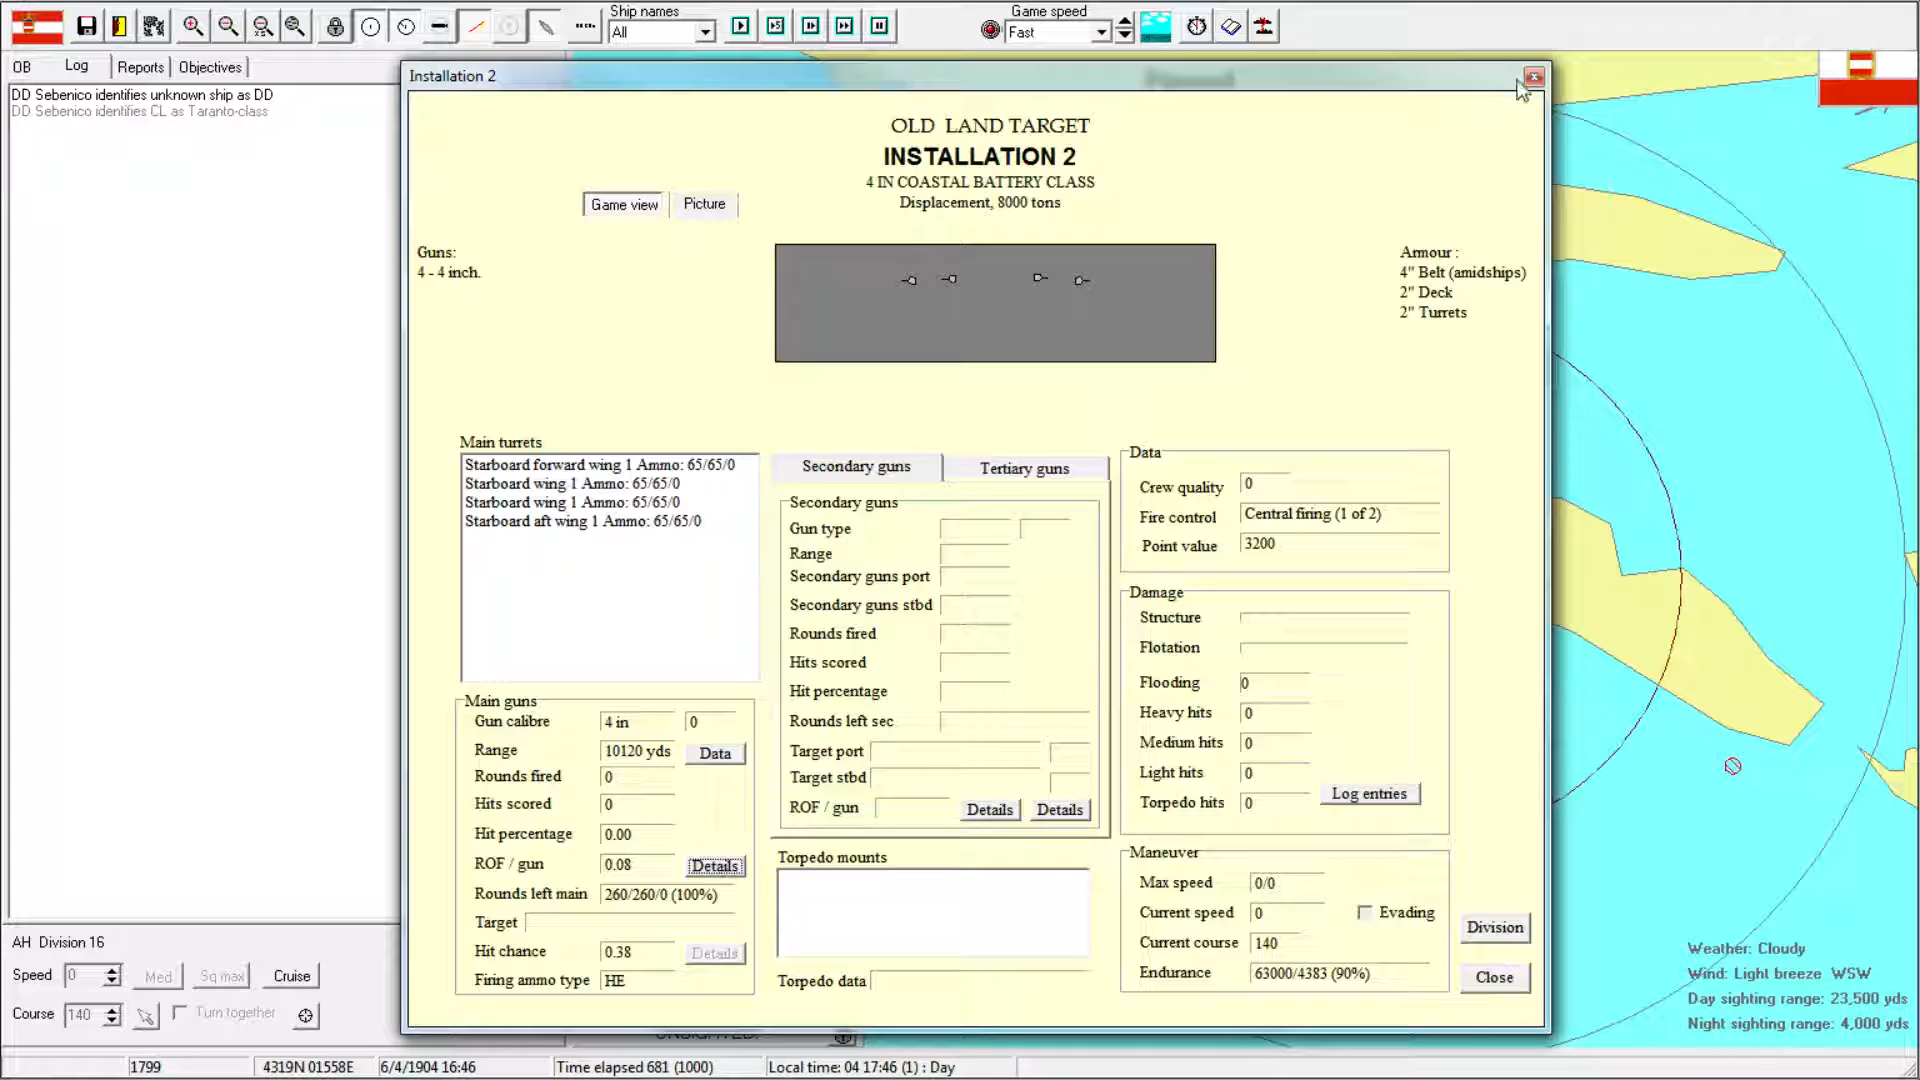 Ship names
All
Game speed
Fast
OB
Log
Reports
Objectives
DD Sebenico identifies unknown ship as DD
DD Sebenico identifies CL as Taranto-class
Installation 2
OLD LAND TARGET
INSTALLATION 2
4 IN COASTAL BATTERY CLASS
Displacement, 8000 tons
Game view
Picture
Guns:
4 - 4 inch.
Armour :
4" Belt (amidships)
2" Deck
2" Turrets
Main turrets
Starboard forward wing 1 Ammo: 65/65/0
Starboard wing 1 Ammo: 65/65/0
Starboard wing 1 Ammo: 65/65/0
Starboard aft wing 1 Ammo: 65/65/0
Main guns
Gun calibre 4 in 0
Range 10120 yds Data
Rounds fired 0
Hits scored 0
Hit percentage 0.00
ROF / gun 0.08 Details
Rounds left main 260/260/0 (100%)
Target
Hit chance 0.38 Details
Firing ammo type HE
Secondary guns
Tertiary guns
Secondary guns
Gun type
Range
Secondary guns port
Secondary guns stbd
Rounds fired
Hits scored
Hit percentage
Rounds left sec
Target port
Target stbd
ROF / gun Details Details
Torpedo mounts
Torpedo data
Data
Crew quality 0
Fire control Central firing (1 of 2)
Point value 3200
Damage
Structure
Flotation
Flooding 0
Heavy hits 0
Medium hits 0
Light hits 0
Torpedo hits 0
Log entries
Maneuver
Max speed 0/0
Current speed 0 Evading
Current course 140
Endurance 63000/4383 (90%)
Division
Close
AH Division 16
Speed 0 Med Sq max Cruise
Course 140 Turn together
Weather: Cloudy
Wind: Light breeze WSW
Day sighting range: 23,500 yds
Night sighting range: 4,000 yds
1799
4319N 01558E
6/4/1904 16:46
Time elapsed 681 (1000)
Local time: 04 17:46 (1) : Day